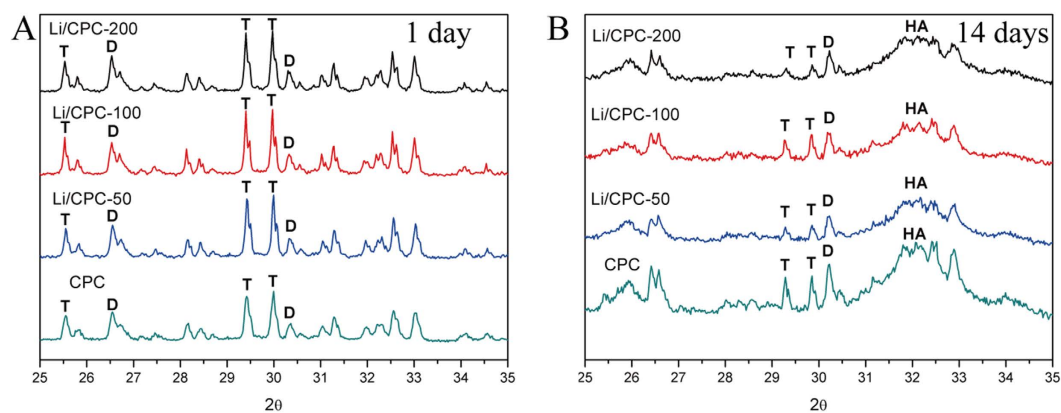 A
1 day
Li/CPC-200
T D T T D
Li/CPC-100
T D T T D
Li/CPC-50
T D T T D
CPC
T D T T D
25 26 27 28 29 30 31 32 33 34 35
2θ
B
14 days
Li/CPC-200
T T D HA
Li/CPC-100
T T D HA
Li/CPC-50
T T D HA
CPC
T T D HA
25 26 27 28 29 30 31 32 33 34 35
2θ